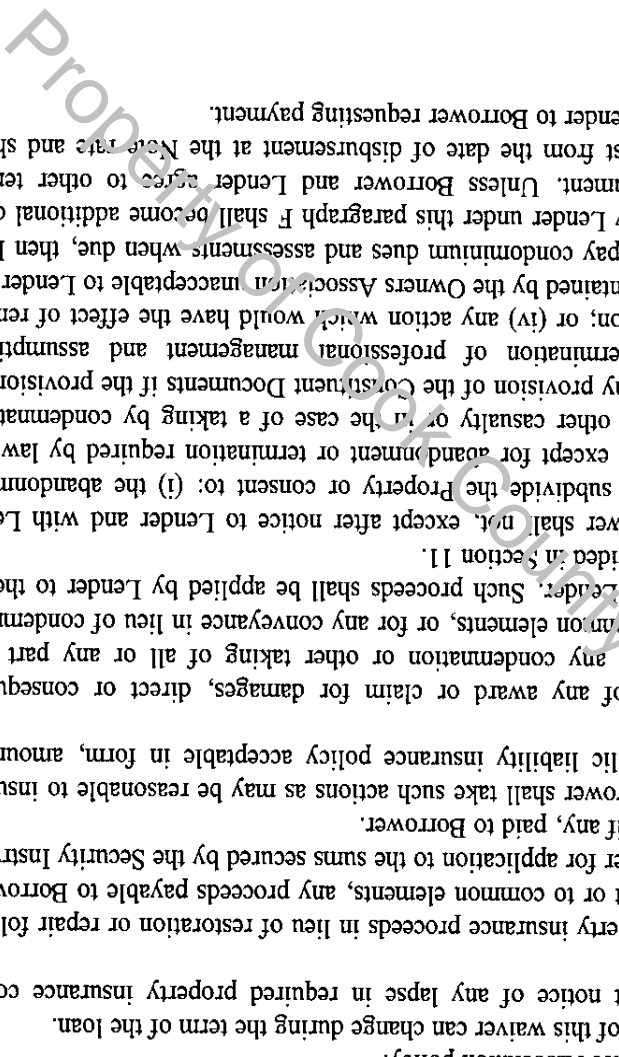 of this waiver can change during the term of the loan.
t notice of any lapse in required property insurance co
erty insurance proceeds in lieu of restoration or repair fol
t or to common elements, any proceeds payable to Borrow
er for application to the sums secured by the Security Instr
if any, paid to Borrower.
rower shall take such actions as may be reasonable to insu
lic liability insurance policy acceptable in form, amoun
of any award or claim for damages, direct or consequ
any condemnation or other taking of all or any part
mmon elements, or for any conveyance in lieu of condemn
Lender. Such proceeds shall be applied by Lender to the
ided in Section 11.
wer shall not, except after notice to Lender and with Le
subdivide the Property or consent to: (i) the abandonm
except for abandonment or termination required by law
other casualty or in the case of a taking by condemnat
ny provision of the Constituent Documents if the provision
ermination of professional management and assumpti
on; or (iv) any action which would have the effect of ren
ntained by the Owners Association unacceptable to Lender
pay condominium dues and assessments when due, then L
y Lender under this paragraph F shall become additional d
ument. Unless Borrower and Lender agree to other ter
st from the date of disbursement at the Note rate and sh
ender to Borrower requesting payment.
Property of Cook County